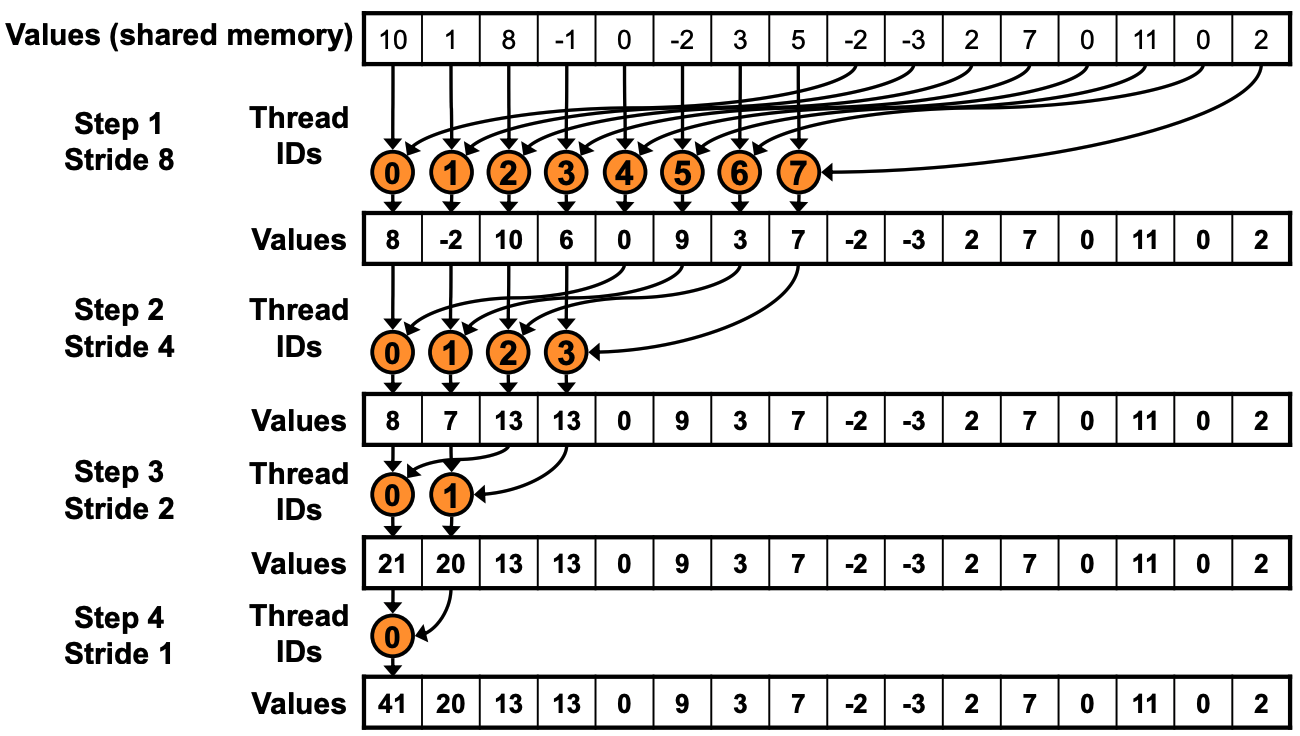 Values (shared memory) 10 1 8 -1 0 -2 3 5 -2 -3 2 7 0 11 0 2
Step 1 Thread
Stride 8 IDs 0 1 2 3 4 5 6 7
Values 8 -2 10 6 0 9 3 7 -2 -3 2 7 0 11 0 2
Step 2 Thread
Stride 4 IDs 0 1 2 3
Values 8 7 13 13 0 9 3 7 -2 -3 2 7 0 11 0 2
Step 3 Thread
Stride 2 IDs 0 1
Values 21 20 13 13 0 9 3 7 -2 -3 2 7 0 11 0 2
Step 4 Thread
Stride 1 IDs 0
Values 41 20 13 13 0 9 3 7 -2 -3 2 7 0 11 0 2